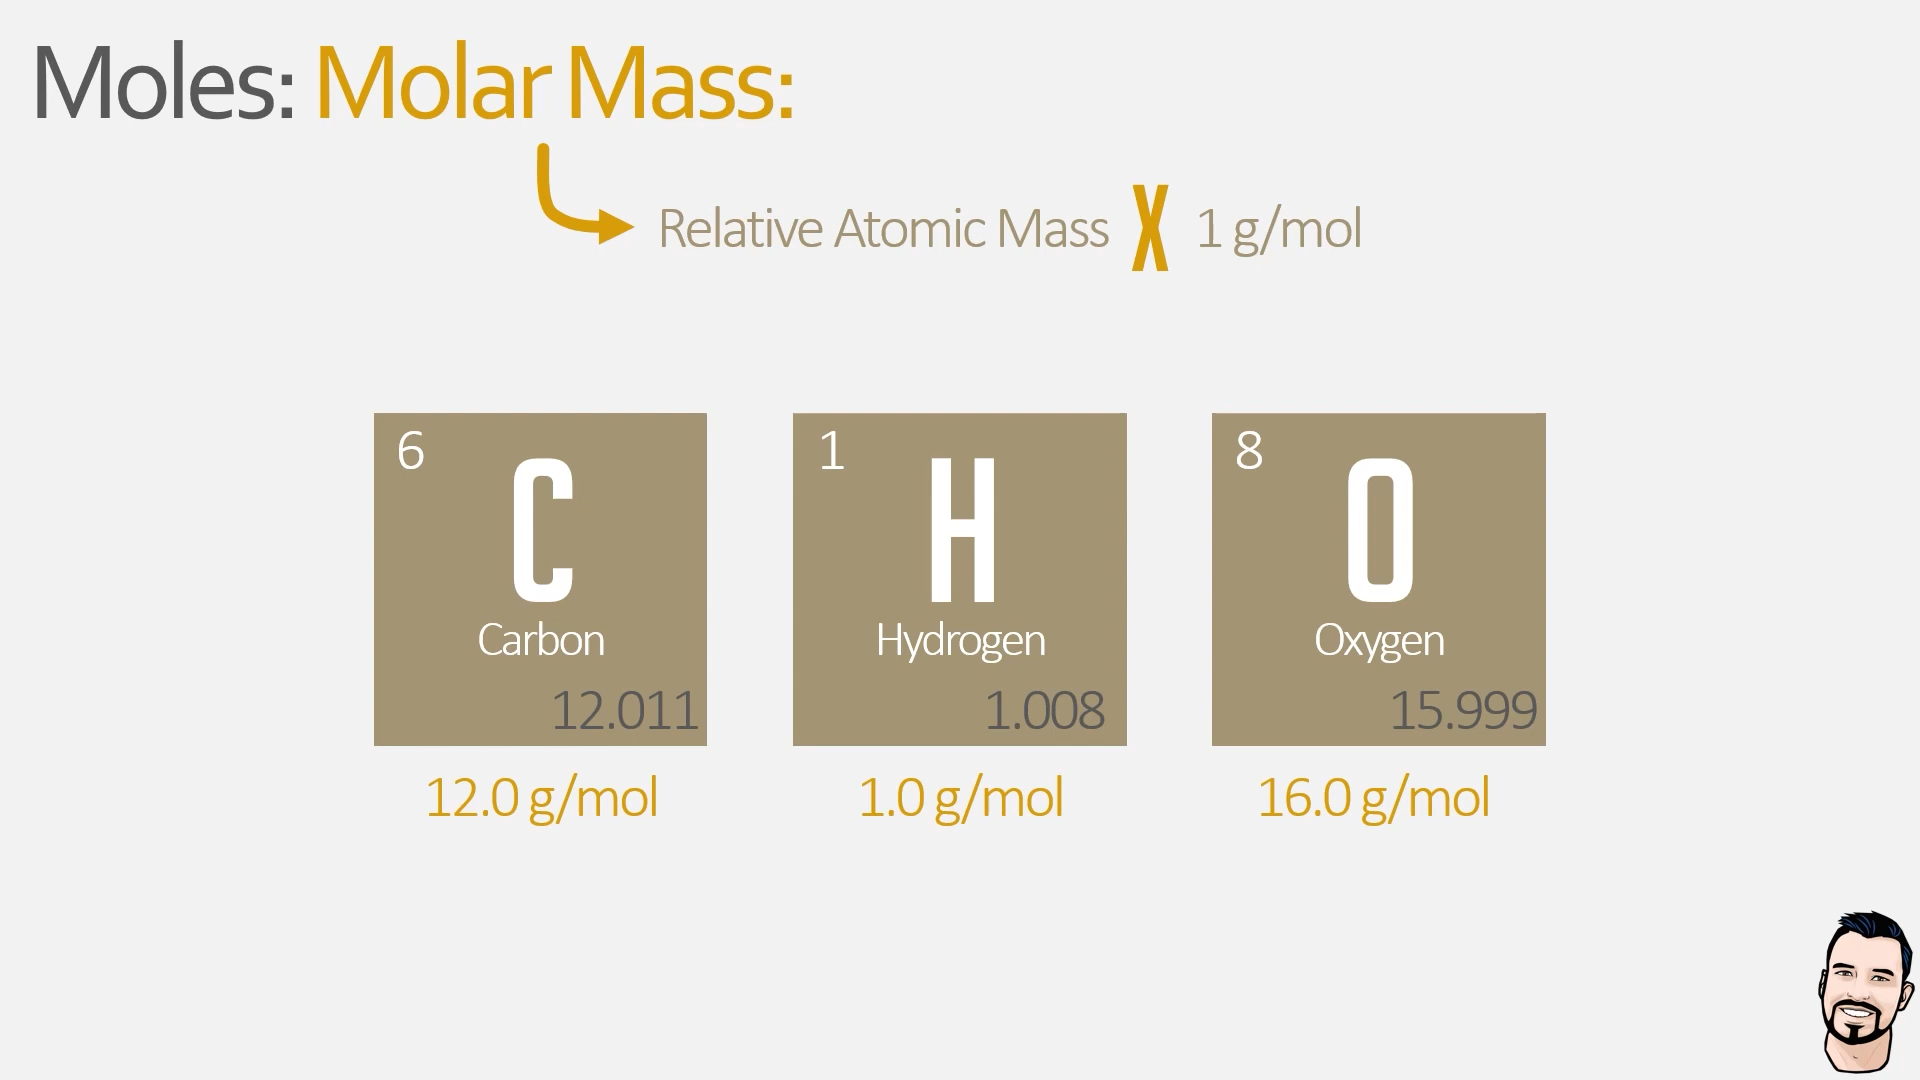 Moles: Molar Mass:
Relative Atomic Mass X 1 g/mol
6
C
Carbon
12.011
12.0 g/mol
1
H
Hydrogen
1.008
1.0 g/mol
8
O
Oxygen
15.999
16.0 g/mol